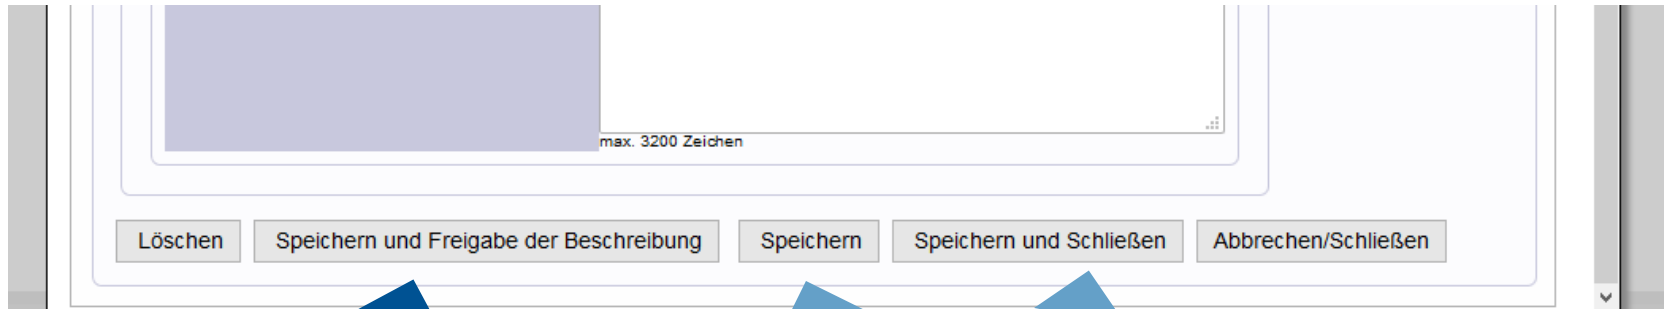 max. 3200 Zeichen
Löschen Speichern und Freigabe der Beschreibung Speichern Speichern und Schließen Abbrechen/Schließen